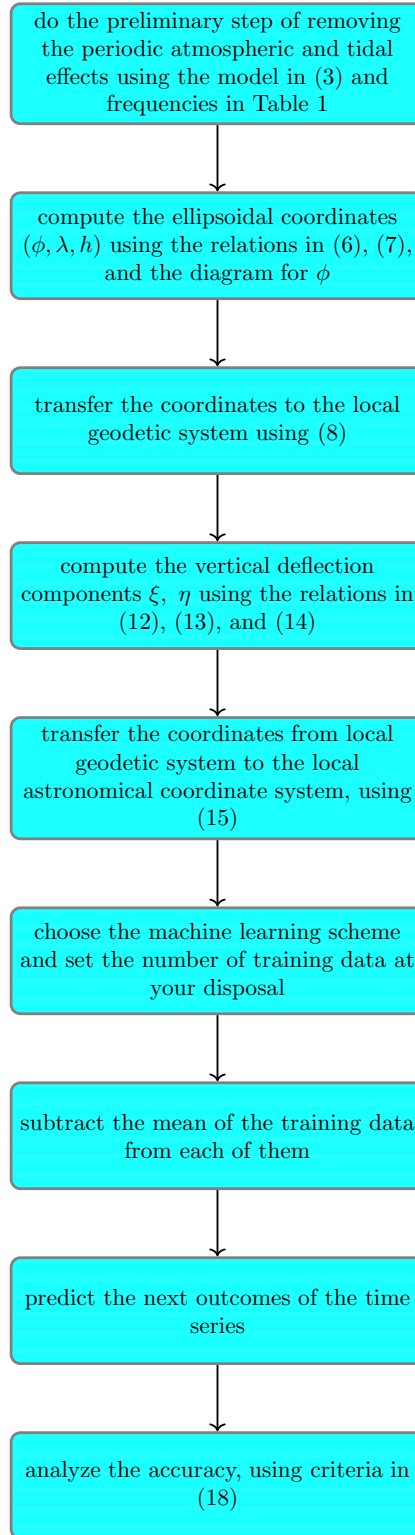 do the preliminary step of removing
the periodic atmospheric and tidal
effects using the model in (3) and
frequencies in Table 1
compute the ellipsoidal coordinates
(ϕ, λ, h) using the relations in (6), (7),
and the diagram for ϕ
transfer the coordinates to the local
geodetic system using (8)
compute the vertical deflection
components ξ, η using the relations in
(12), (13), and (14)
transfer the coordinates from local
geodetic system to the local
astronomical coordinate system, using
(15)
choose the machine learning scheme
and set the number of training data at
your disposal
subtract the mean of the training data
from each of them
predict the next outcomes of the time
series
analyze the accuracy, using criteria in
(18)